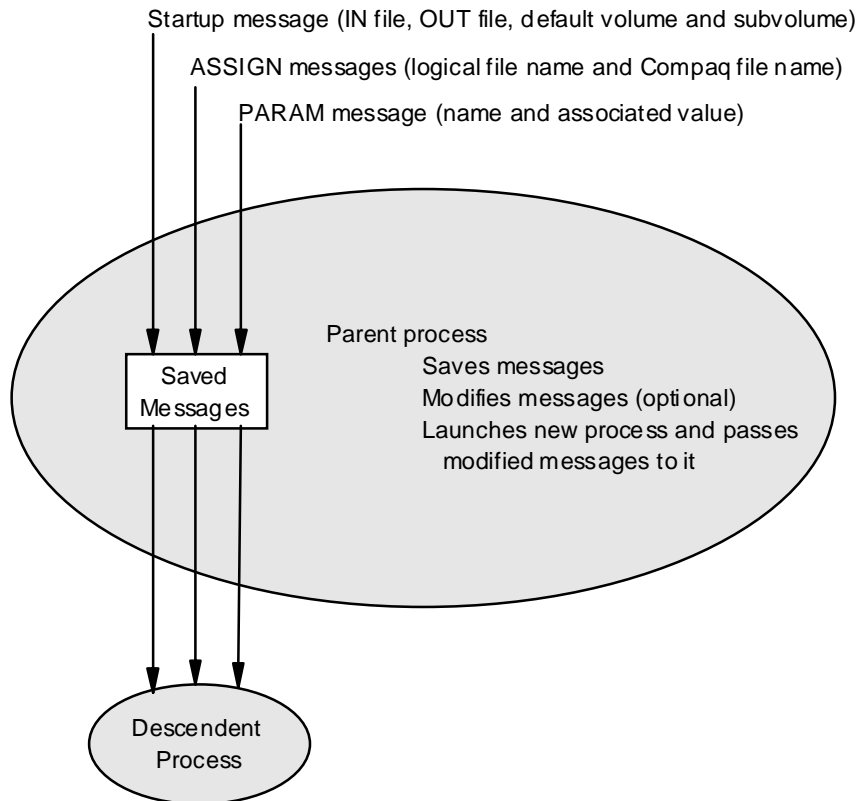 Startup message (IN file, OUT file, default volume and subvolume)
ASSIGN messages (logical file name and Compaq file name)
PARAM message (name and associated value)
Parent process
Saves messages
Modifies messages (optional)
Launches new process and passes
modified messages to it
Saved
Messages
Descendent
Process